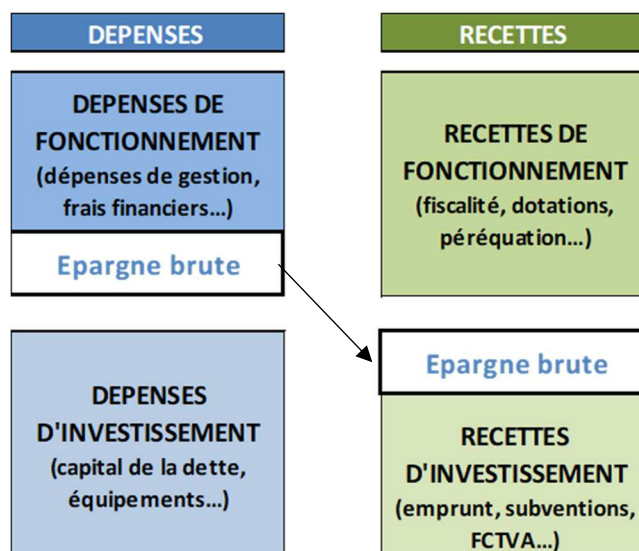 DEPENSES
RECETTES
DEPENSES DE
FONCTIONNEMENT
(dépenses de gestion,
frais financiers…)
Epargne brute
RECETTES DE
FONCTIONNEMENT
(fiscalité, dotations,
péréquation…)
DEPENSES
D'INVESTISSEMENT
(capital de la dette,
équipements…)
Epargne brute
RECETTES
D'INVESTISSEMENT
(emprunt, subventions,
FCTVA…)